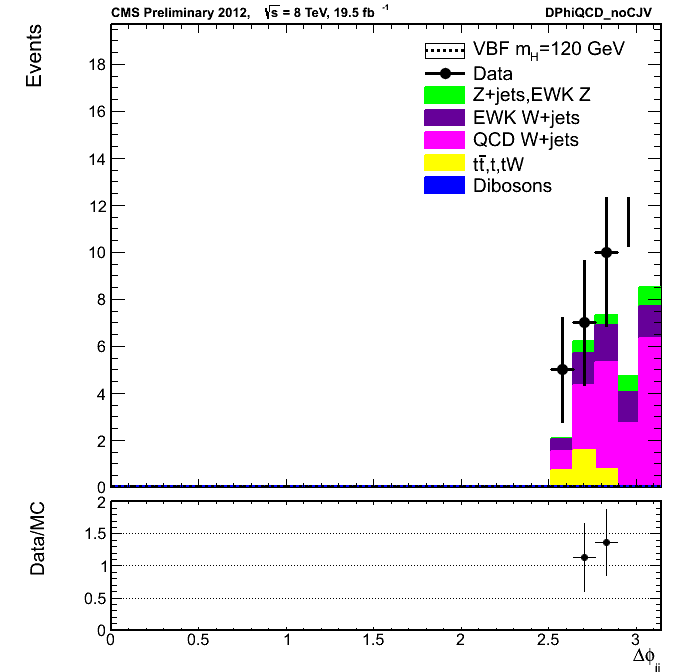 CMS Preliminary 2012, √s = 8 TeV, 19.5 fb⁻¹ DPhiQCD_noCJV
Events
VBF m_H=120 GeV
Data
Z+jets,EWK Z
EWK W+jets
QCD W+jets
tt̄,t,tW
Dibosons
18
16
14
12
10
8
6
4
2
0
Data/MC
2
1.5
1
0.5
0
0 0.5 1 1.5 2 2.5 3
Δϕ_jj